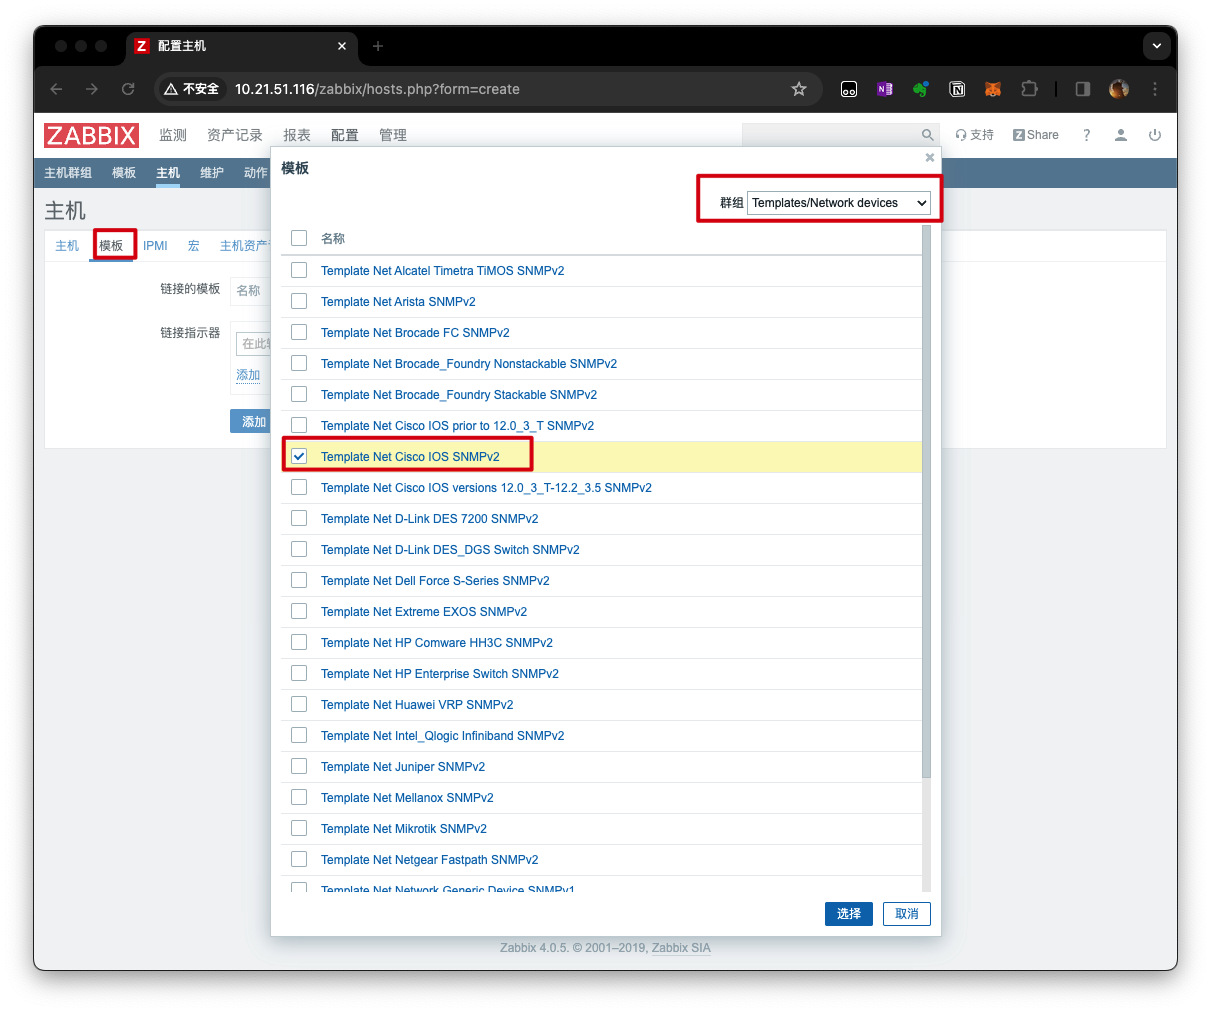 Z 配置主机
不安全 10.21.51.116/zabbix/hosts.php?form=create
ZABBIX 监测 资产记录 报表 配置 管理 支持 Z Share ?
主机群组 模板 主机 维护 动作
主机
主机 模板 IPMI 宏 主机资产
链接的模板 名称
链接指示器
在此
添加
添加
模板
群组 Templates/Network devices
名称
Template Net Alcatel Timetra TiMOS SNMPv2
Template Net Arista SNMPv2
Template Net Brocade FC SNMPv2
Template Net Brocade_Foundry Nonstackable SNMPv2
Template Net Brocade_Foundry Stackable SNMPv2
Template Net Cisco IOS prior to 12.0_3_T SNMPv2
Template Net Cisco IOS SNMPv2
Template Net Cisco IOS versions 12.0_3_T-12.2_3.5 SNMPv2
Template Net D-Link DES 7200 SNMPv2
Template Net D-Link DES_DGS Switch SNMPv2
Template Net Dell Force S-Series SNMPv2
Template Net Extreme EXOS SNMPv2
Template Net HP Comware HH3C SNMPv2
Template Net HP Enterprise Switch SNMPv2
Template Net Huawei VRP SNMPv2
Template Net Intel_Qlogic Infiniband SNMPv2
Template Net Juniper SNMPv2
Template Net Mellanox SNMPv2
Template Net Mikrotik SNMPv2
Template Net Netgear Fastpath SNMPv2
Template Net Network Generic Device SNMPv1
选择 取消
Zabbix 4.0.5. © 2001–2019, Zabbix SIA